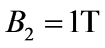 B₂ = 1T